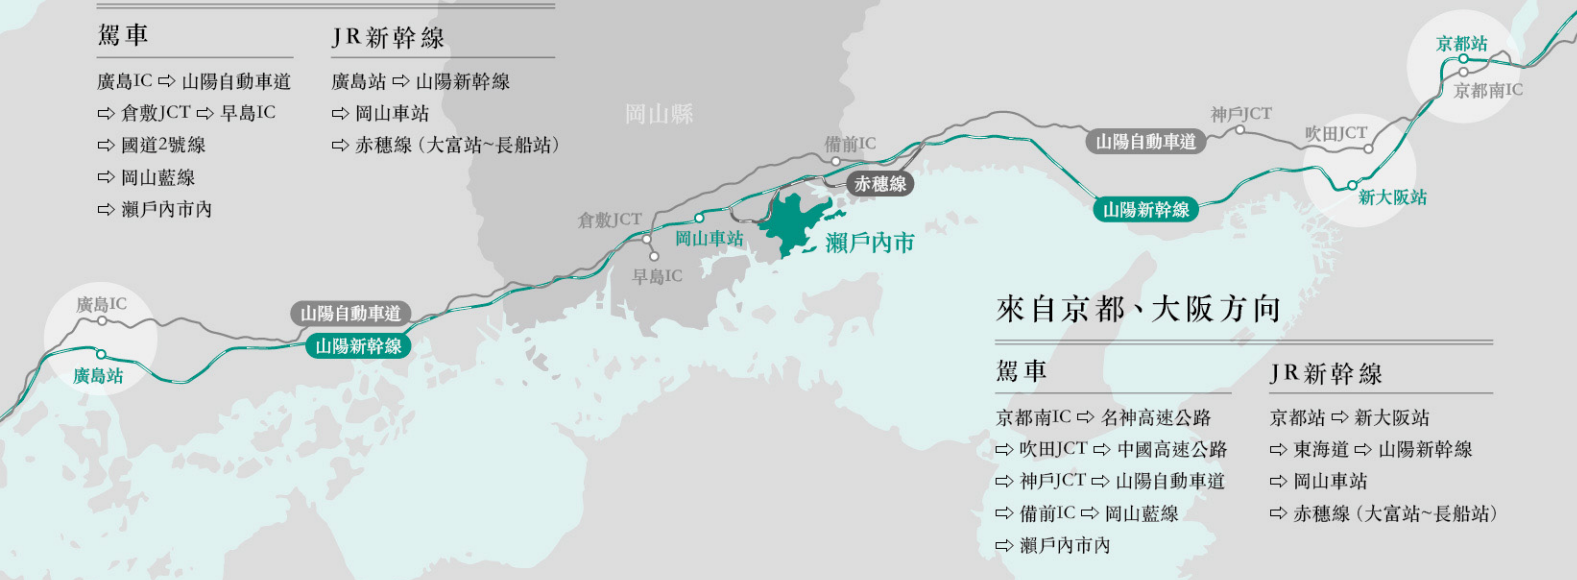 駕車
廣島IC ⇨ 山陽自動車道
⇨ 倉敷JCT ⇨ 早島IC
⇨ 國道2號線
⇨ 岡山藍線
⇨ 瀨戶內市內
JR新幹線
廣島站 ⇨ 山陽新幹線
⇨ 岡山車站
⇨ 赤穗線（大富站~長船站）
岡山縣
京都站
京都南IC
神戶JCT
吹田JCT
山陽自動車道
新大阪站
山陽新幹線
備前IC
赤穗線
倉敷JCT
岡山車站
瀨戶內市
早島IC
廣島IC
山陽自動車道
山陽新幹線
廣島站
來自京都、大阪方向
駕車
京都南IC ⇨ 名神高速公路
⇨ 吹田JCT ⇨ 中國高速公路
⇨ 神戶JCT ⇨ 山陽自動車道
⇨ 備前IC ⇨ 岡山藍線
⇨ 瀨戶內市內
JR新幹線
京都站 ⇨ 新大阪站
⇨ 東海道 ⇨ 山陽新幹線
⇨ 岡山車站
⇨ 赤穗線（大富站~長船站）